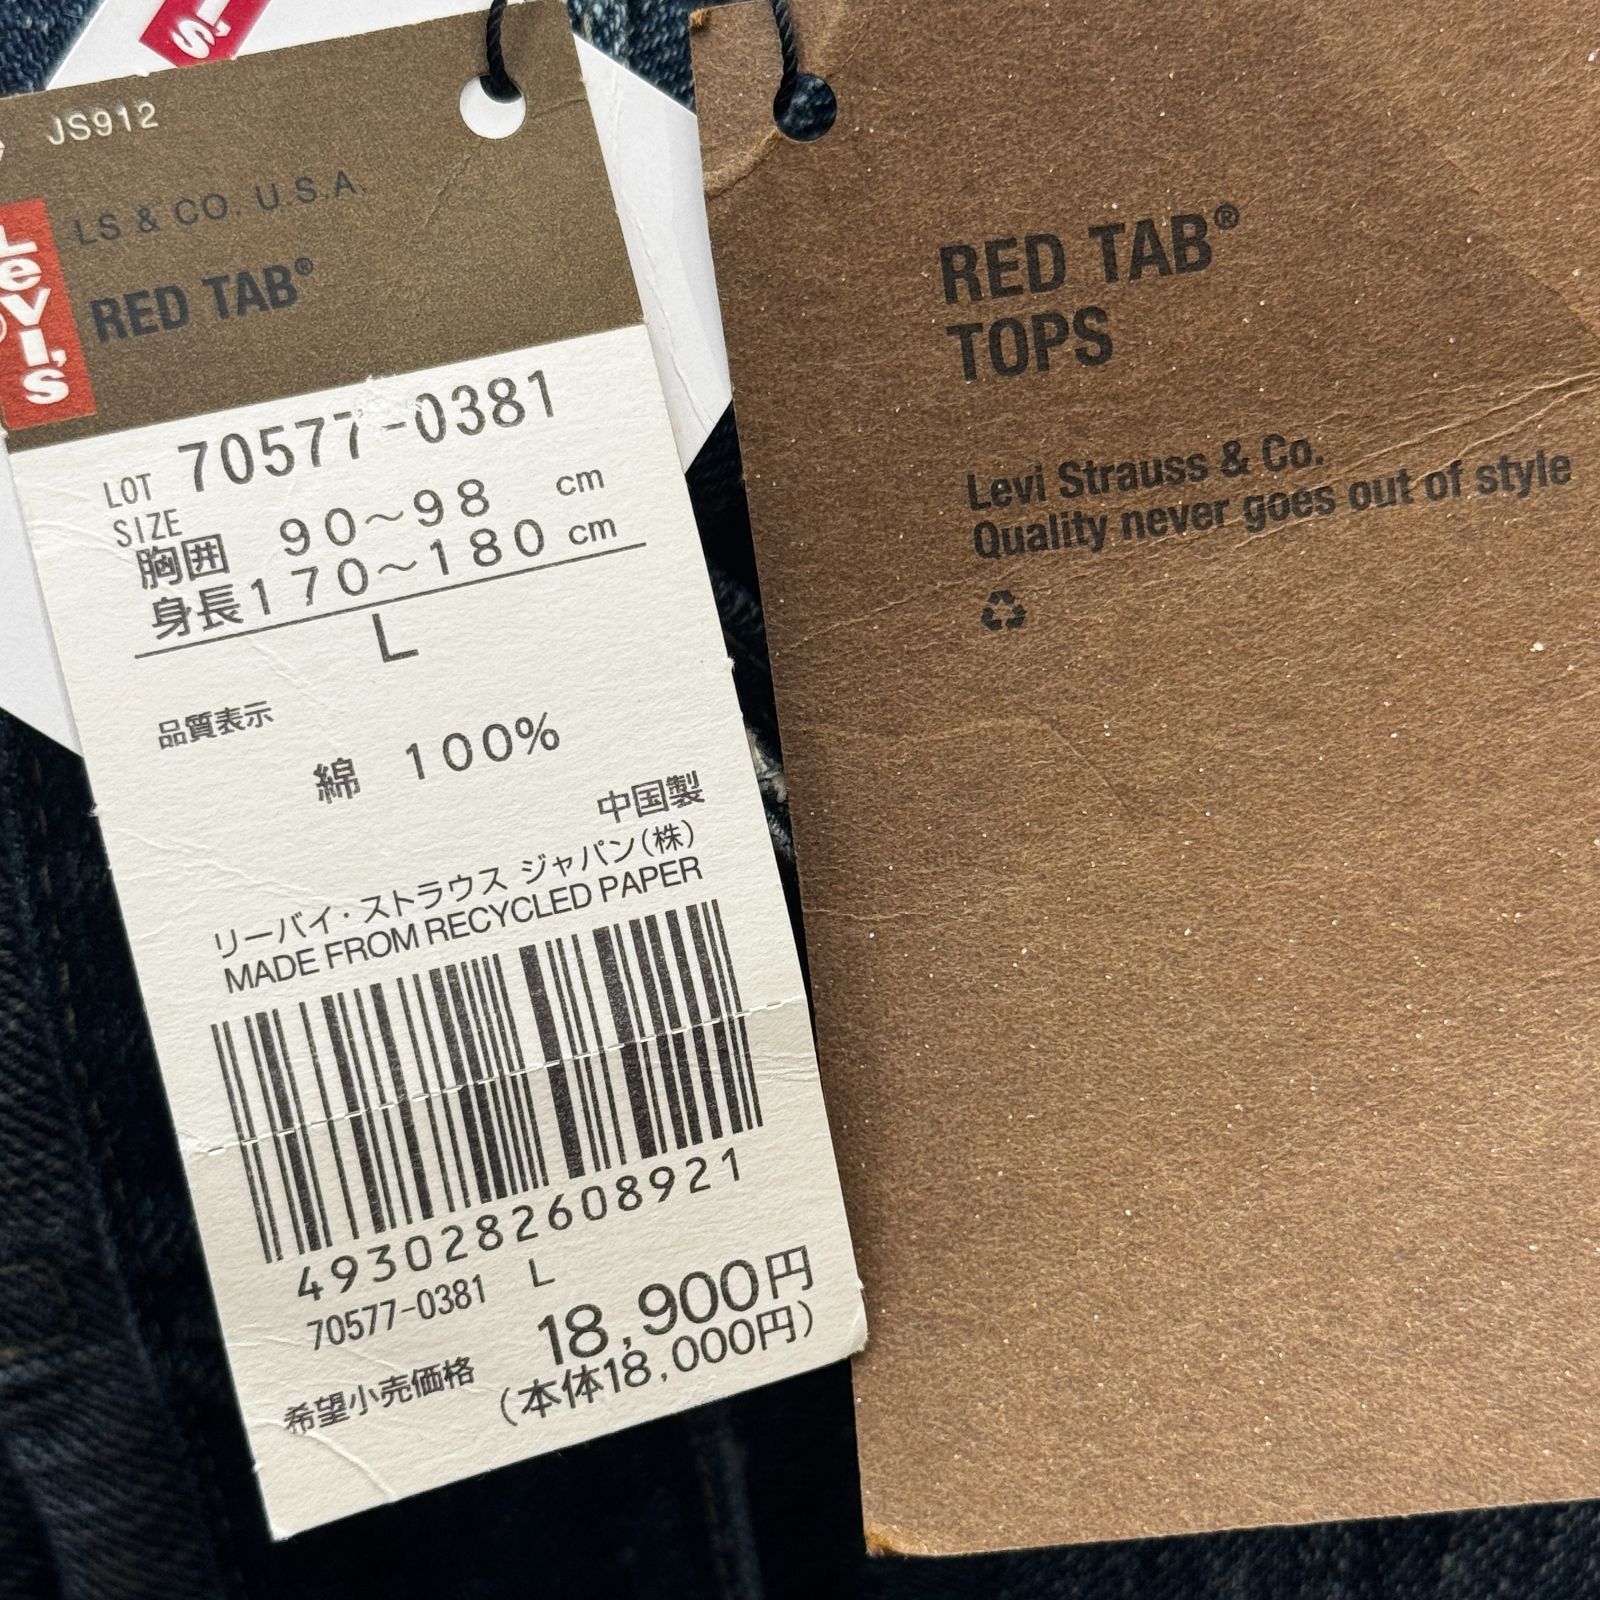 JS912
LS & CO. U.S.A.
Levi's
RED TAB®
LOT 70577-0381
SIZE
胸囲 90~98 cm
身長170~180 cm
L
品質表示
綿 100%
中国製
リーバイ・ストラウス ジャパン(株)
MADE FROM RECYCLED PAPER
4930282608921
70577-0381 L
希望小売価格 18,900円
(本体18,000円)
RED TAB®
TOPS
Levi Strauss & Co.
Quality never goes out of style